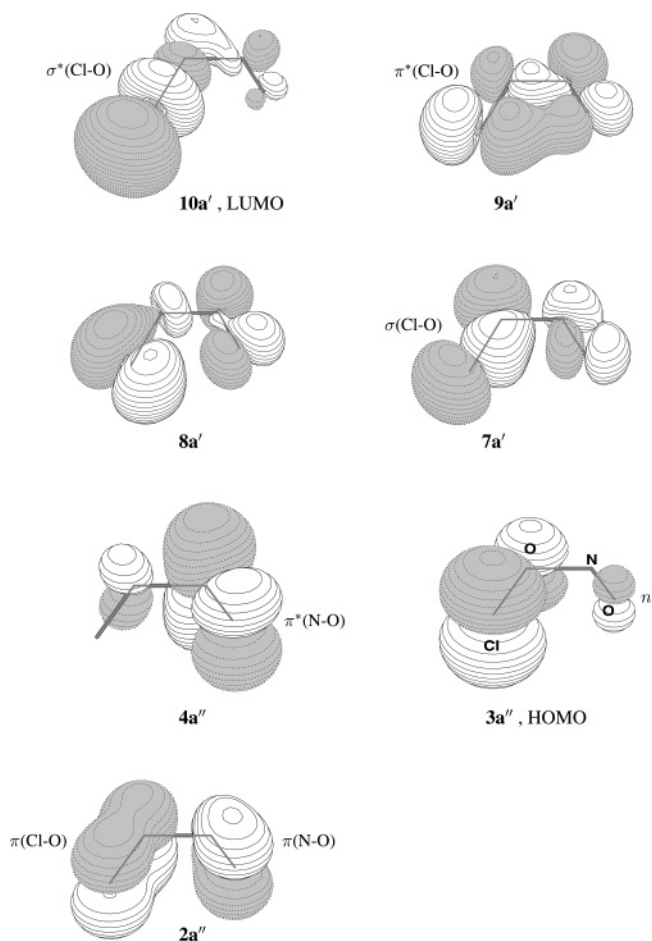 σ*(Cl-O)
10a′ , LUMO
π*(Cl-O)
9a′
8a′
σ(Cl-O)
7a′
π*(N-O)
4a″
O
N
O
n
Cl
3a″ , HOMO
π(Cl-O)
π(N-O)
2a″